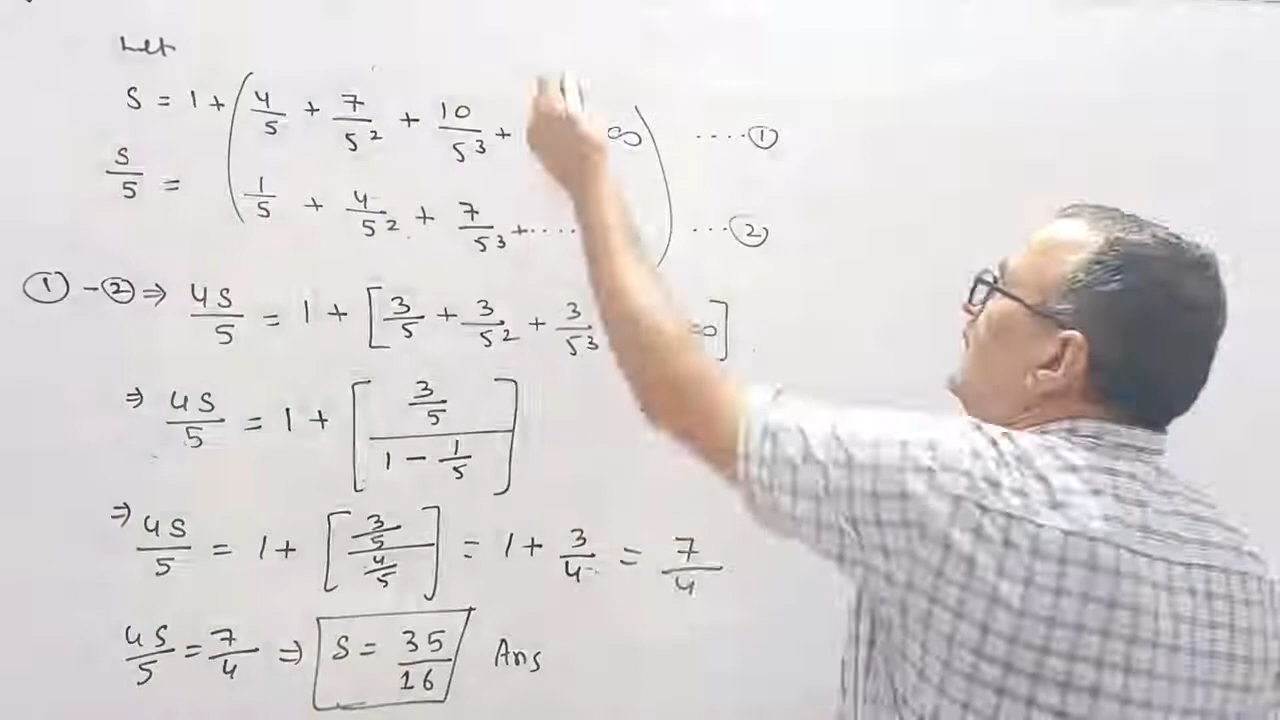 Let
S = 1 + ( 4/5 + 7/5² + 10/5³ + ∞ ) ....①
S/5 = ( 1/5 + 4/5² + 7/5³ + .... ) ...②
① - ② ⇒ 4S/5 = 1 + [ 3/5 + 3/5² + 3/5³ ∞ ]
⇒ 4S/5 = 1 + [ (3/5) / (1 - 1/5) ]
⇒ 4S/5 = 1 + [ (3/5) / (4/5) ] = 1 + 3/4 = 7/4
4S/5 = 7/4 ⇒ S = 35/16 Ans